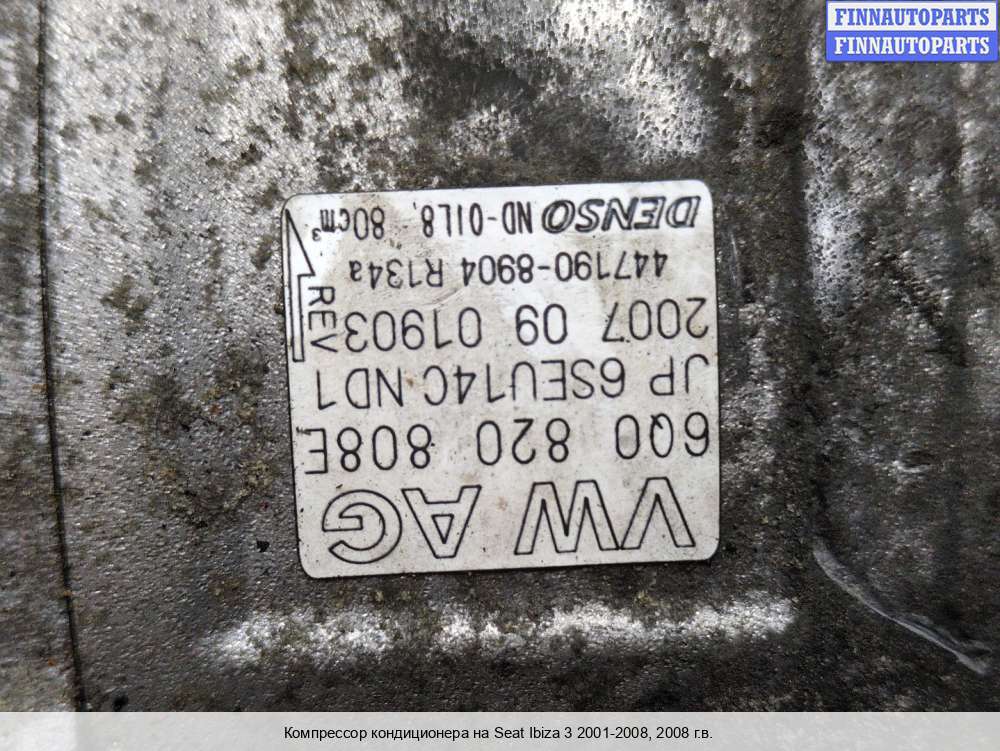 FINNAUTOPARTS
FINNAUTOPARTS
VW AG
6Q0 820 808E
JP 6SEU14C ND1
2007 09 01903
447190-8904 R134a
DENSO ND-OIL8, 80cm³
REV
Компрессор кондиционера на Seat Ibiza 3 2001-2008, 2008 г.в.